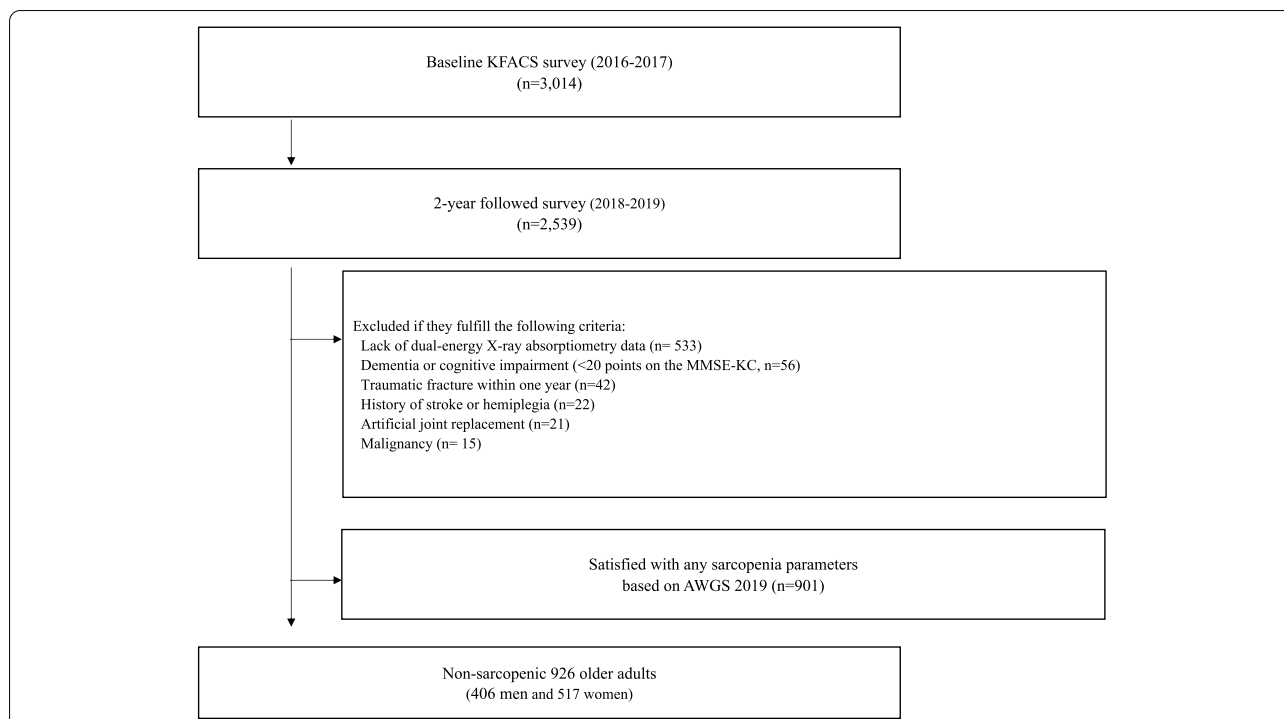 Baseline KFACS survey (2016-2017)
(n=3,014)
2-year followed survey (2018-2019)
(n=2,539)
Excluded if they fulfill the following criteria:
Lack of dual-energy X-ray absorptiometry data (n= 533)
Dementia or cognitive impairment (<20 points on the MMSE-KC, n=56)
Traumatic fracture within one year (n=42)
History of stroke or hemiplegia (n=22)
Artificial joint replacement (n=21)
Malignancy (n= 15)
Satisfied with any sarcopenia parameters
based on AWGS 2019 (n=901)
Non-sarcopenic 926 older adults
(406 men and 517 women)